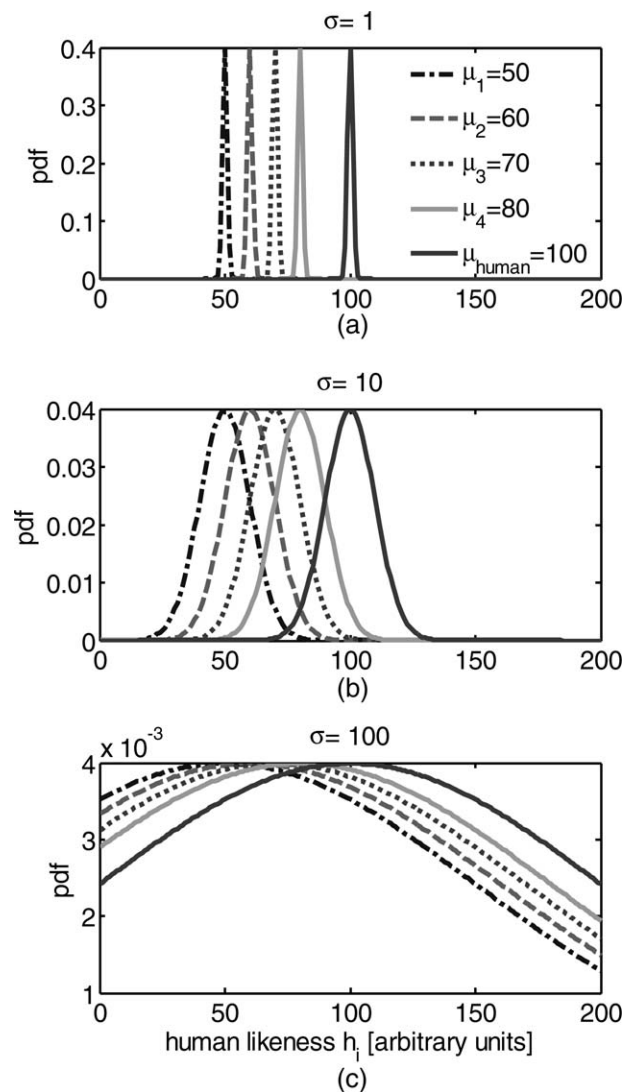 σ= 1
0.4
0.3
0.2
0.1
0
pdf
μ1=50
μ2=60
μ3=70
μ4=80
μhuman=100
0 50 100 150 200
(a)
σ= 10
0.04
0.03
0.02
0.01
0
pdf
0 50 100 150 200
(b)
x 10-3
σ= 100
4
3
2
1
pdf
0 50 100 150 200
human likeness hi [arbitrary units]
(c)